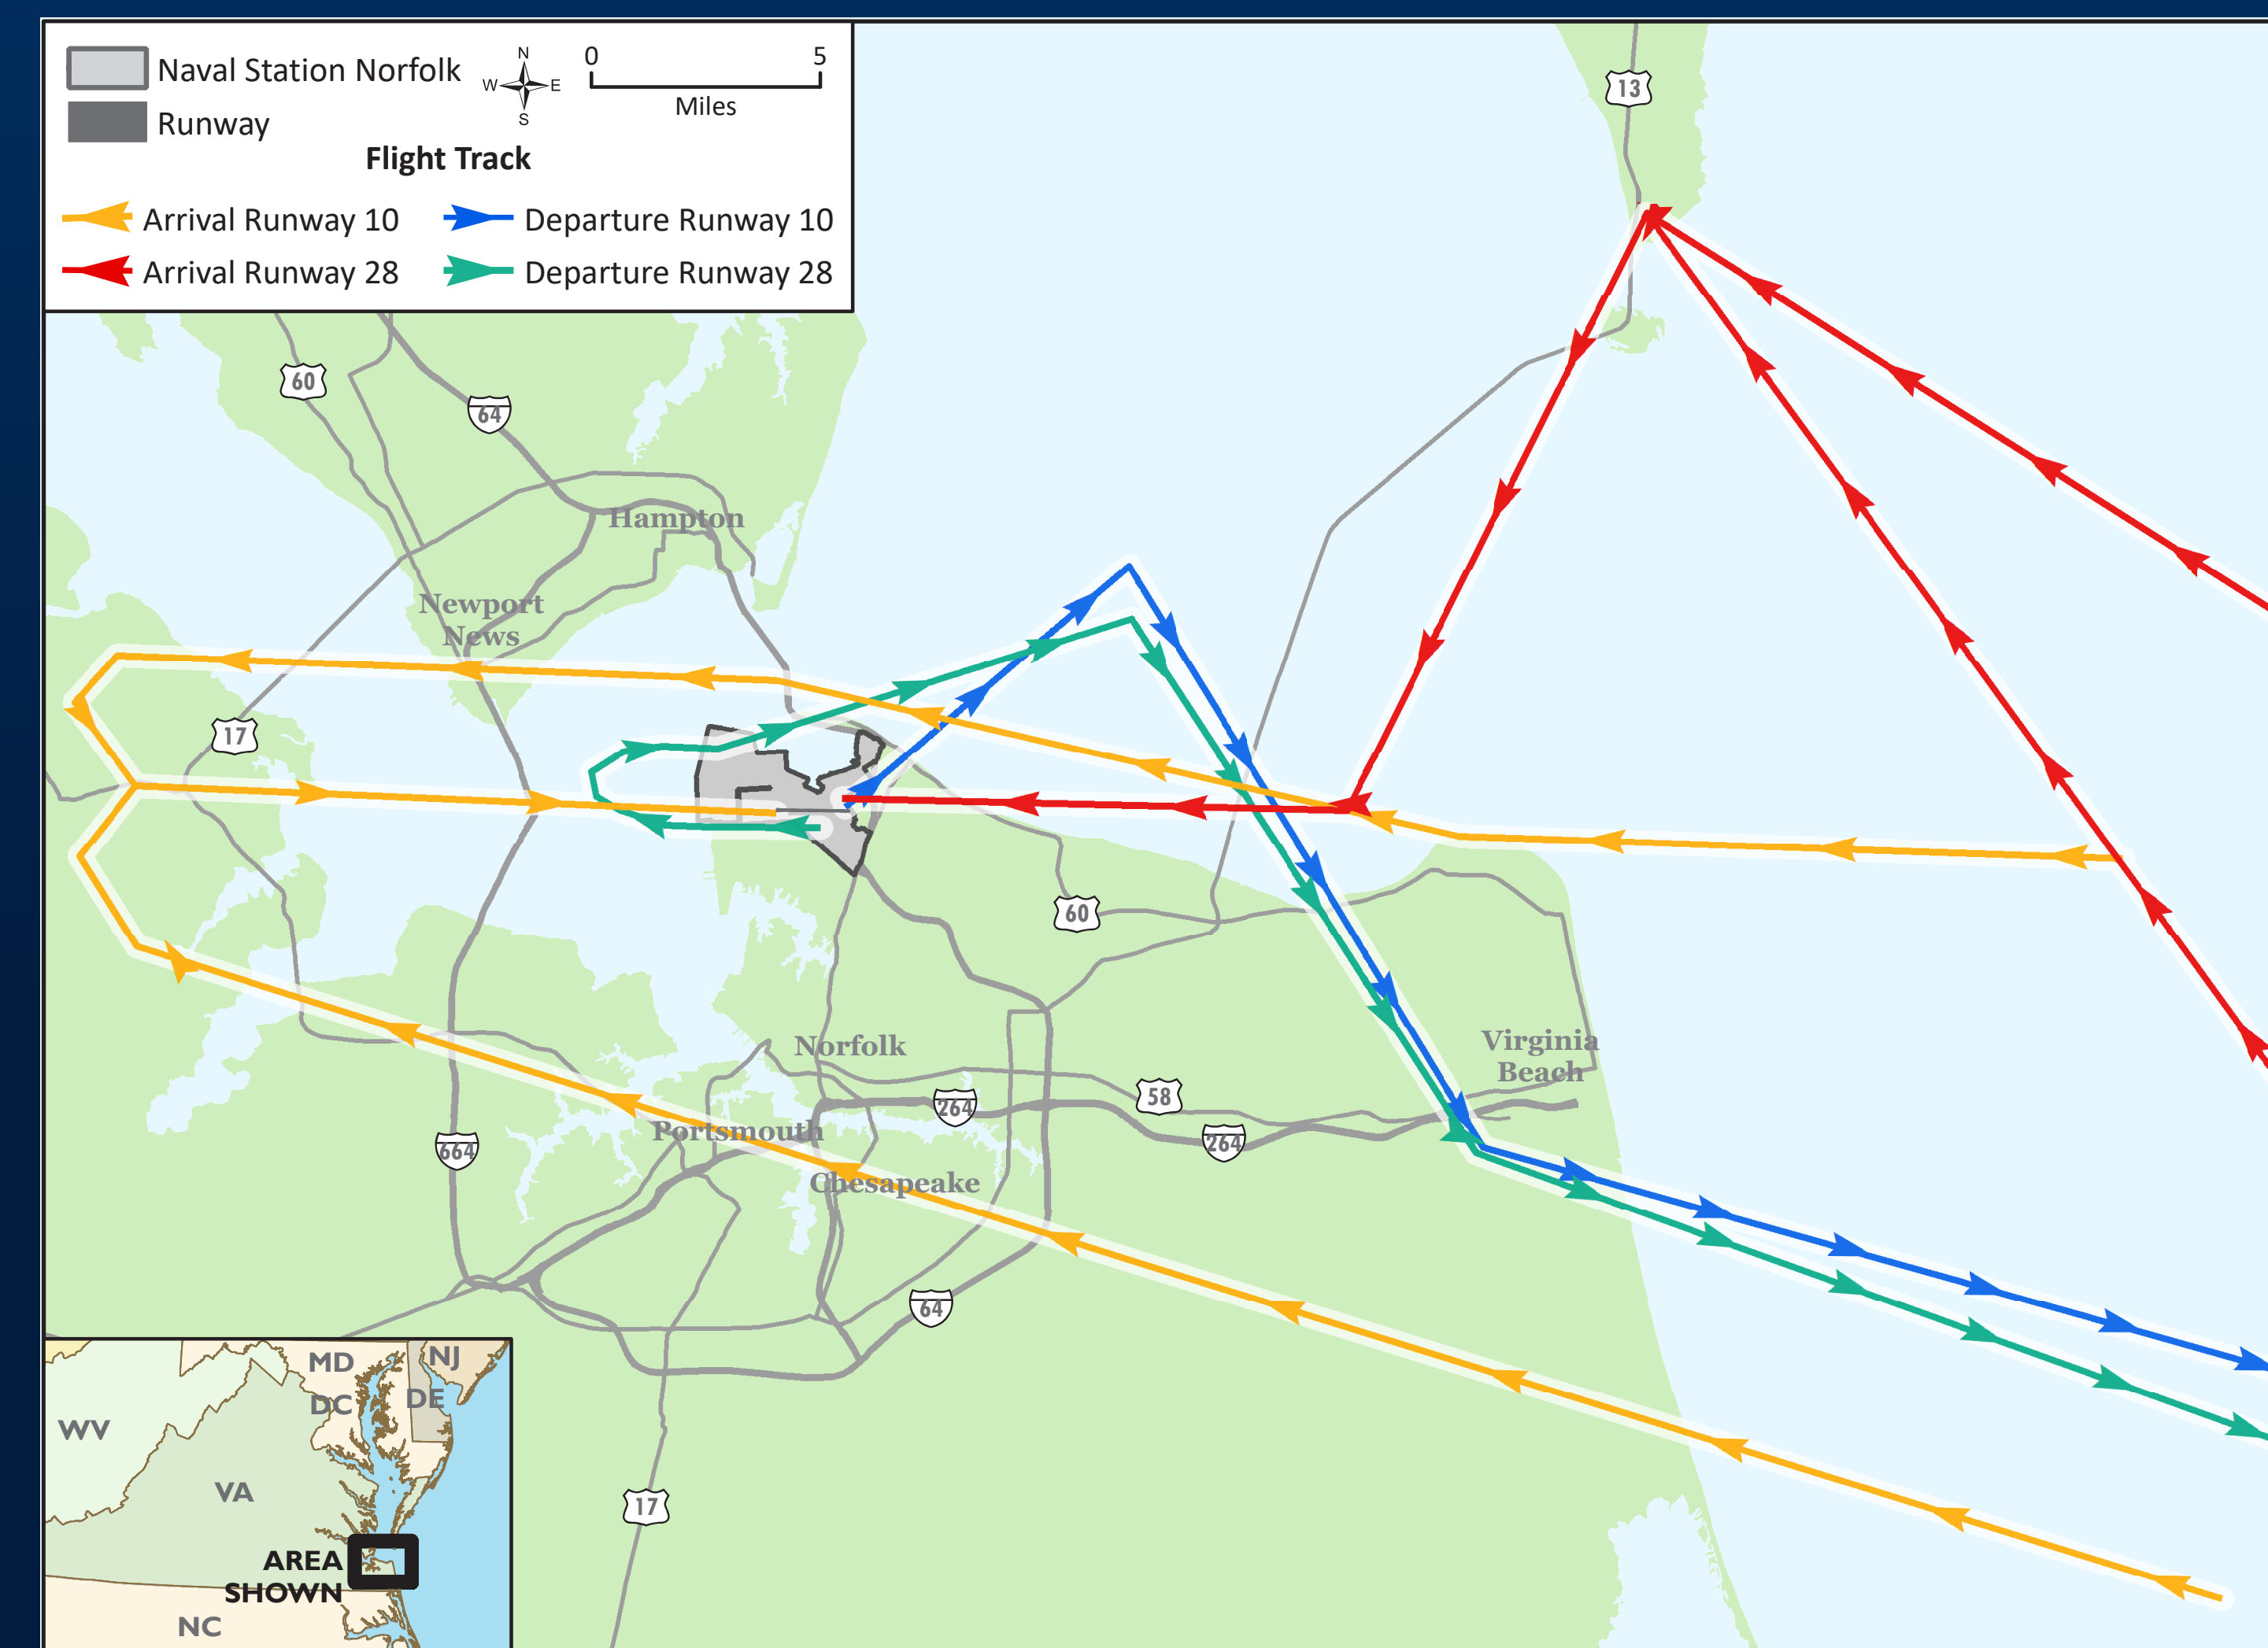 Naval Station Norfolk
Runway
N
W E
S
0 5
Miles
Flight Track
Arrival Runway 10
Departure Runway 10
Arrival Runway 28
Departure Runway 28
13
60
64
Hampton
Newport
News
17
60
Norfolk
Virginia
Beach
58
264
Portsmouth
264
664
Chesapeake
64
17
MD
NJ
DC
DE
WV
VA
AREA
SHOWN
NC